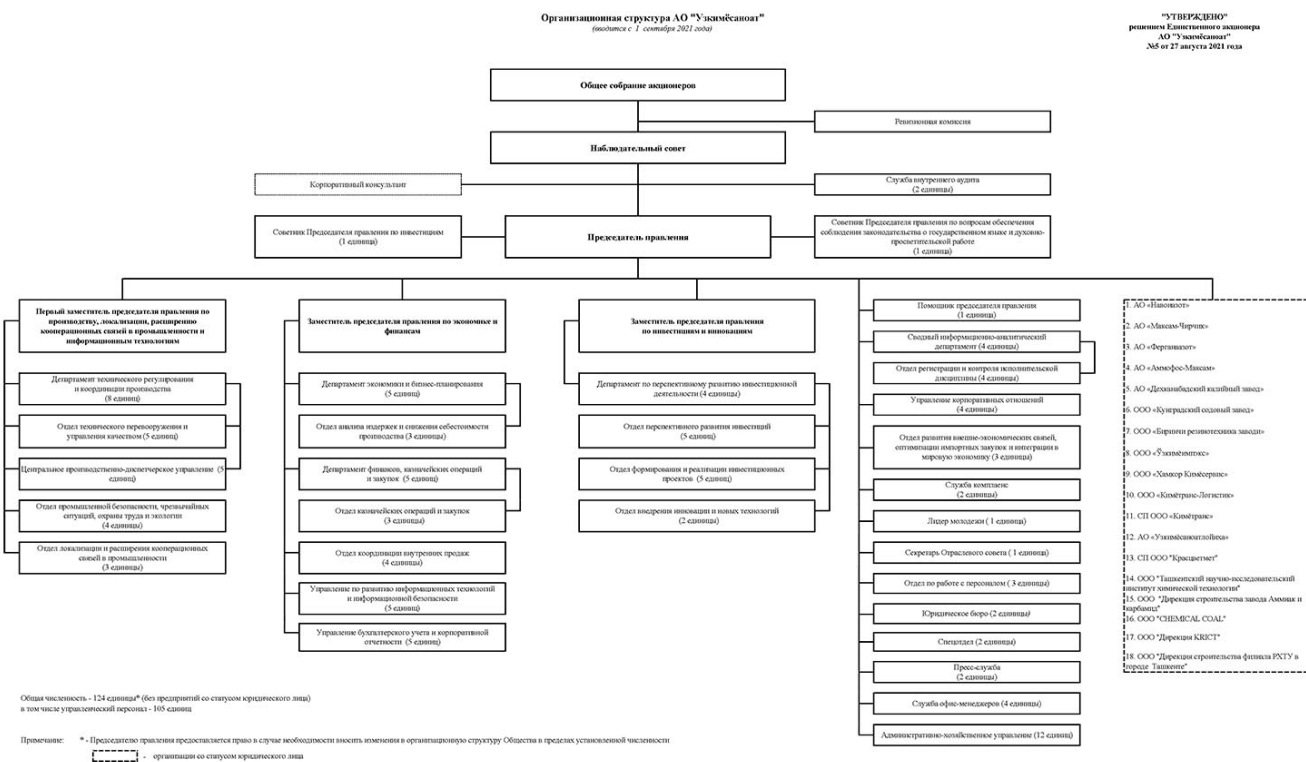 Организационная структура АО "Узкимёсаноат"
(вводится с 1 сентября 2021 года)
"УТВЕРЖДЕНО"
решением Единственного акционера
АО "Узкимёсаноат"
№5 от 27 августа 2021 года
Общее собрание акционеров
Ревизионная комиссия
Наблюдательный совет
Корпоративный консультант
Служба внутреннего аудита
(2 единицы)
Советник Председателя правления по инвестициям
(1 единица)
Председатель правления
Советник Председателя правления по вопросам обеспечения
соблюдения законодательства о государственном языке и духовно-
просветительской работе
(1 единица)
Первый заместитель председателя правления по
производству, локализации, расширению
кооперационных связей в промышленности и
информационным технологиям
Департамент технического регулирования
и координации производства
(8 единиц)
Отдел технического перевооружения и
управления качеством (5 единиц)
Центральное производственно-диспетчерское управление (5
единиц)
Отдел промышленной безопасности, чрезвычайных
ситуаций, охраны труда и экологии
(4 единицы)
Отдел локализации и расширения кооперационных
связей в промышленности
(3 единицы)
Заместитель председателя правления по экономике и
финансам
Департамент экономики и бизнес-планирования
(5 единиц)
Отдел анализа издержек и снижения себестоимости
производства (3 единицы)
Департамент финансов, казначейских операций
и закупок (5 единиц)
Отдел казначейских операций и закупок
(3 единицы)
Отдел координации внутренних продаж
(4 единицы)
Управление по развитию информационных технологий
и информационной безопасности
(5 единиц)
Управление бухгалтерского учета и корпоративной
отчетности (5 единиц)
Заместитель председателя правления
по инвестициям и инновациям
Департамент по перспективному развитию инвестиционной
деятельности (4 единицы)
Отдел перспективного развития инвестиций
(5 единиц)
Отдел формирования и реализации инвестиционных
проектов (5 единиц)
Отдел внедрения инновации и новых технологий
(2 единицы)
Помощник председателя правления
(1 единица)
Сводный информационно-аналитический
департамент (4 единицы)
Отдел регистрации и контроля исполнительской
дисциплины (4 единицы)
Управление корпоративных отношений
(4 единицы)
Отдел развития внешне-экономических связей,
оптимизации импортных закупок и интеграции в
мировую экономику (3 единицы)
Служба комплаенс
(2 единицы)
Лидер молодежи ( 1 единица)
Секретарь Отраслевого совета ( 1 единица)
Отдел по работе с персоналом ( 3 единицы)
Юридическое бюро (2 единицы)
Спецотдел (2 единицы)
Пресс-служба
(2 единицы)
Служба офис-менеджеров (4 единицы)
Административно-хозяйственное управление (12 единиц)
1. АО «Навоиазот»
2. АО «Максам-Чирчик»
3. АО «Ферганаазот»
4. АО «Аммофос-Максам»
5. АО «Дехканабадский калийный завод»
6. ООО «Кунградский содовый завод»
7. ООО «Биринчи резинотехника заводи»
8. ООО «Ўзкимёимпэкс»
9. ООО «Хамкор Кимёсервис»
10. ООО «Кимётранс-Логистик»
11. СП ООО «Кимётранс»
12. АО «Узкимёсаноатлойиха»
13. СП ООО "Красцветмет"
14. ООО "Ташкентский научно-исследовательский
институт химической технологии"
15. ООО "Дирекция строительства завода Аммиак и
карбамид"
16. ООО "CHEMICAL COAL"
17. ООО "Дирекция KRICT"
18. ООО "Дирекция строительства филиала РХТУ в
городе Ташкенте"
Общая численность - 124 единицы* (без предприятий со статусом юридического лица)
в том числе управленческий персонал - 105 единиц
Примечание: * - Председателю правления предоставляется право в случае необходимости вносить изменения в организационную структуру Общества в пределах установленной численности
- организации со статусом юридического лица